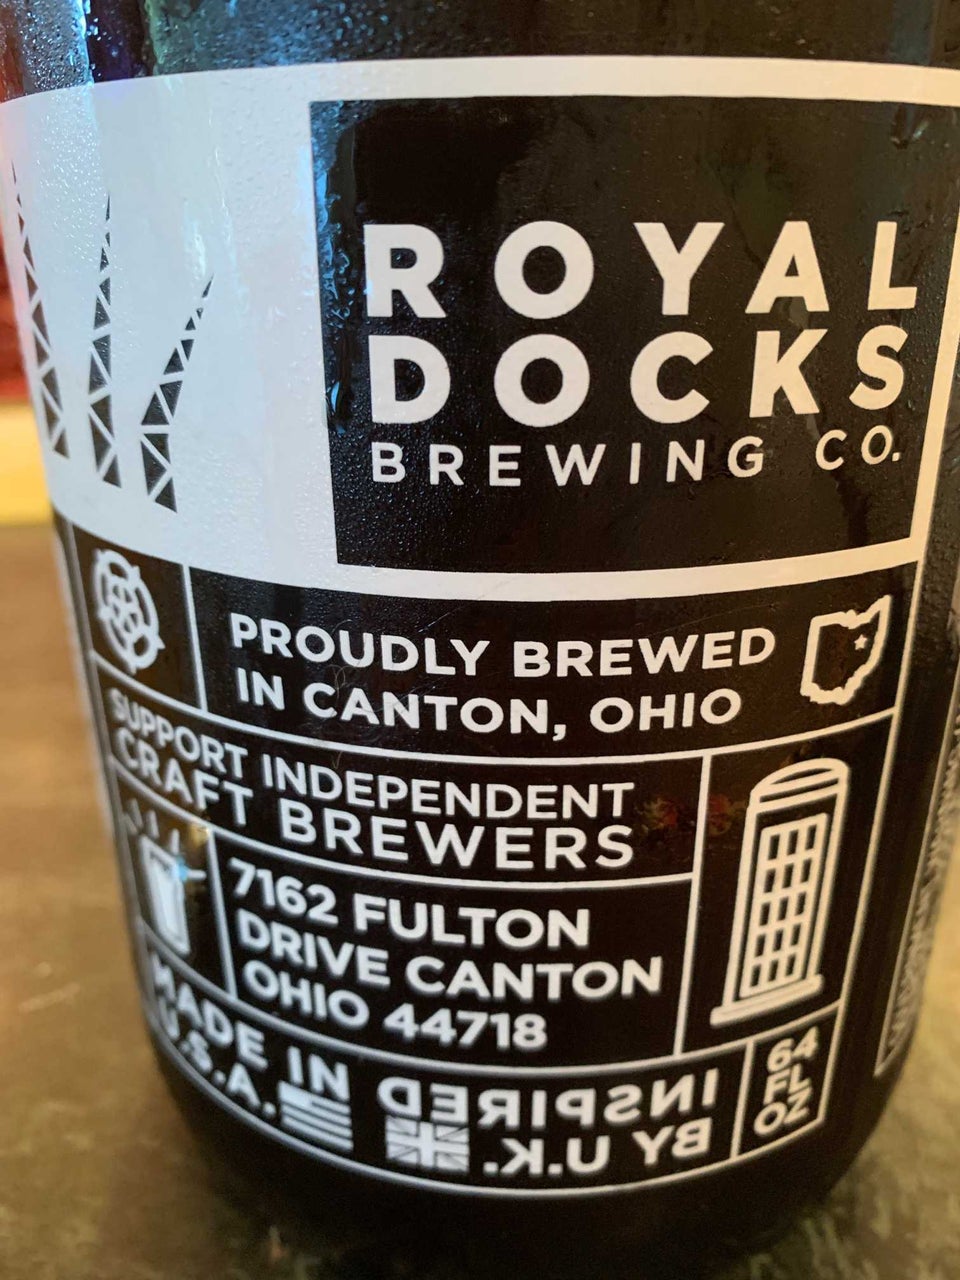 ROYAL
DOCKS
BREWING CO.
PROUDLY BREWED
IN CANTON, OHIO
SUPPORT INDEPENDENT
CRAFT BREWERS
7162 FULTON
DRIVE CANTON
OHIO 44718
MADE IN
U.S.A.
INSPIRED
BY U.K.
64
FL
OZ